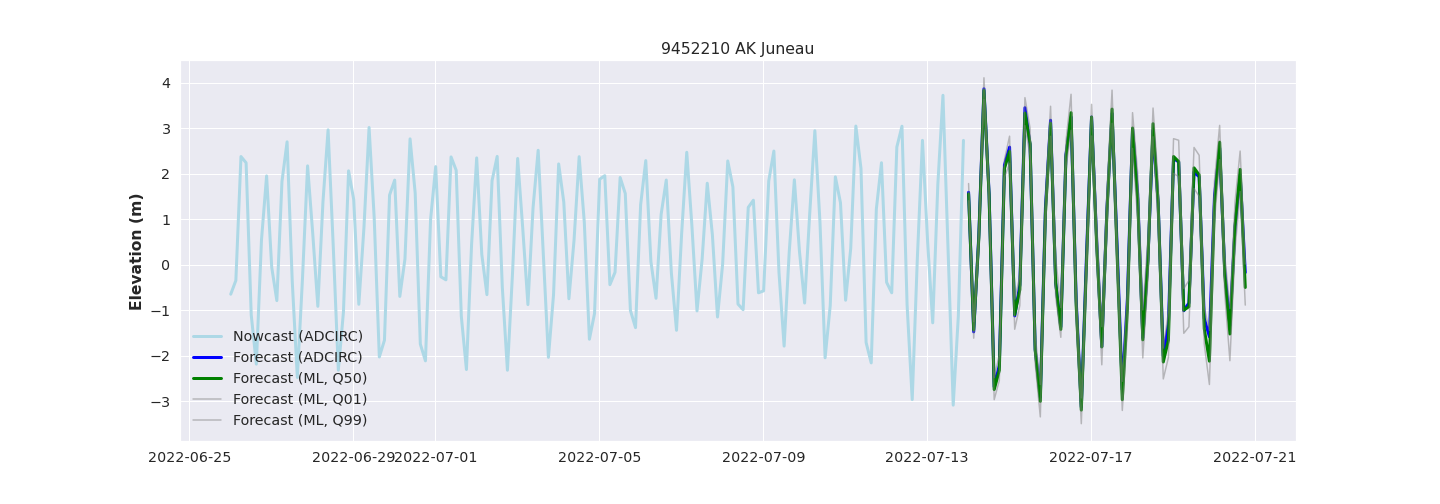 9452210 AK Juneau
Elevation (m)
4
3
2
1
0
−1
−2
−3
Nowcast (ADCIRC)
Forecast (ADCIRC)
Forecast (ML, Q50)
Forecast (ML, Q01)
Forecast (ML, Q99)
2022-06-25
2022-06-29
2022-07-01
2022-07-05
2022-07-09
2022-07-13
2022-07-17
2022-07-21